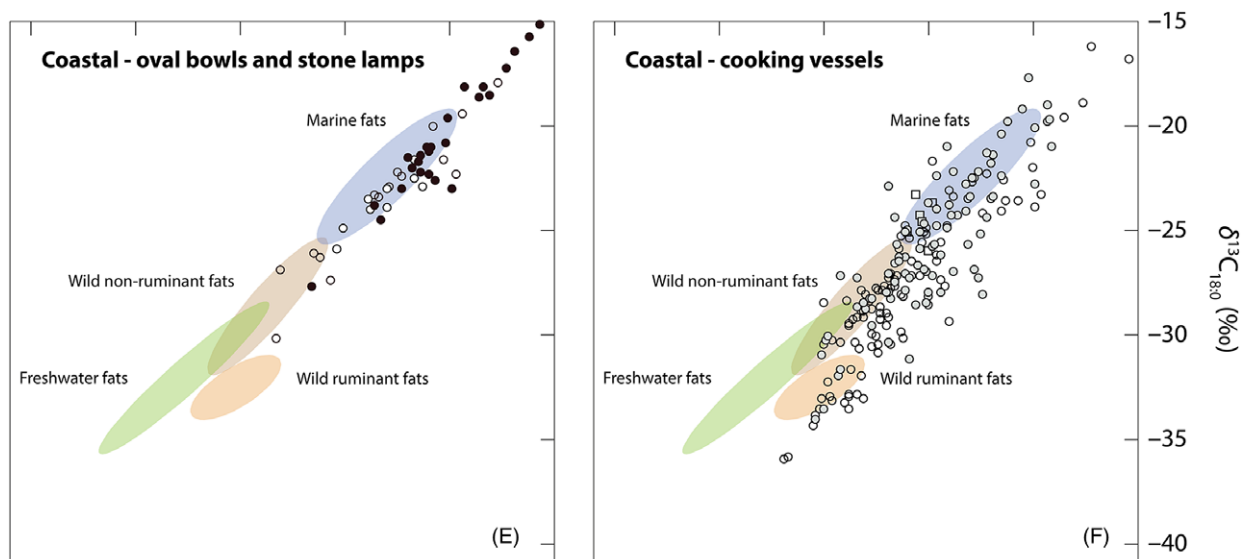 Coastal - oval bowls and stone lamps
Marine fats
Wild non-ruminant fats
Freshwater fats
Wild ruminant fats
(E)
Coastal - cooking vessels
Marine fats
Wild non-ruminant fats
Freshwater fats
Wild ruminant fats
(F)
−15
−20
−25
−30
−35
−40
δ¹³C₁₈:₀ (‰)